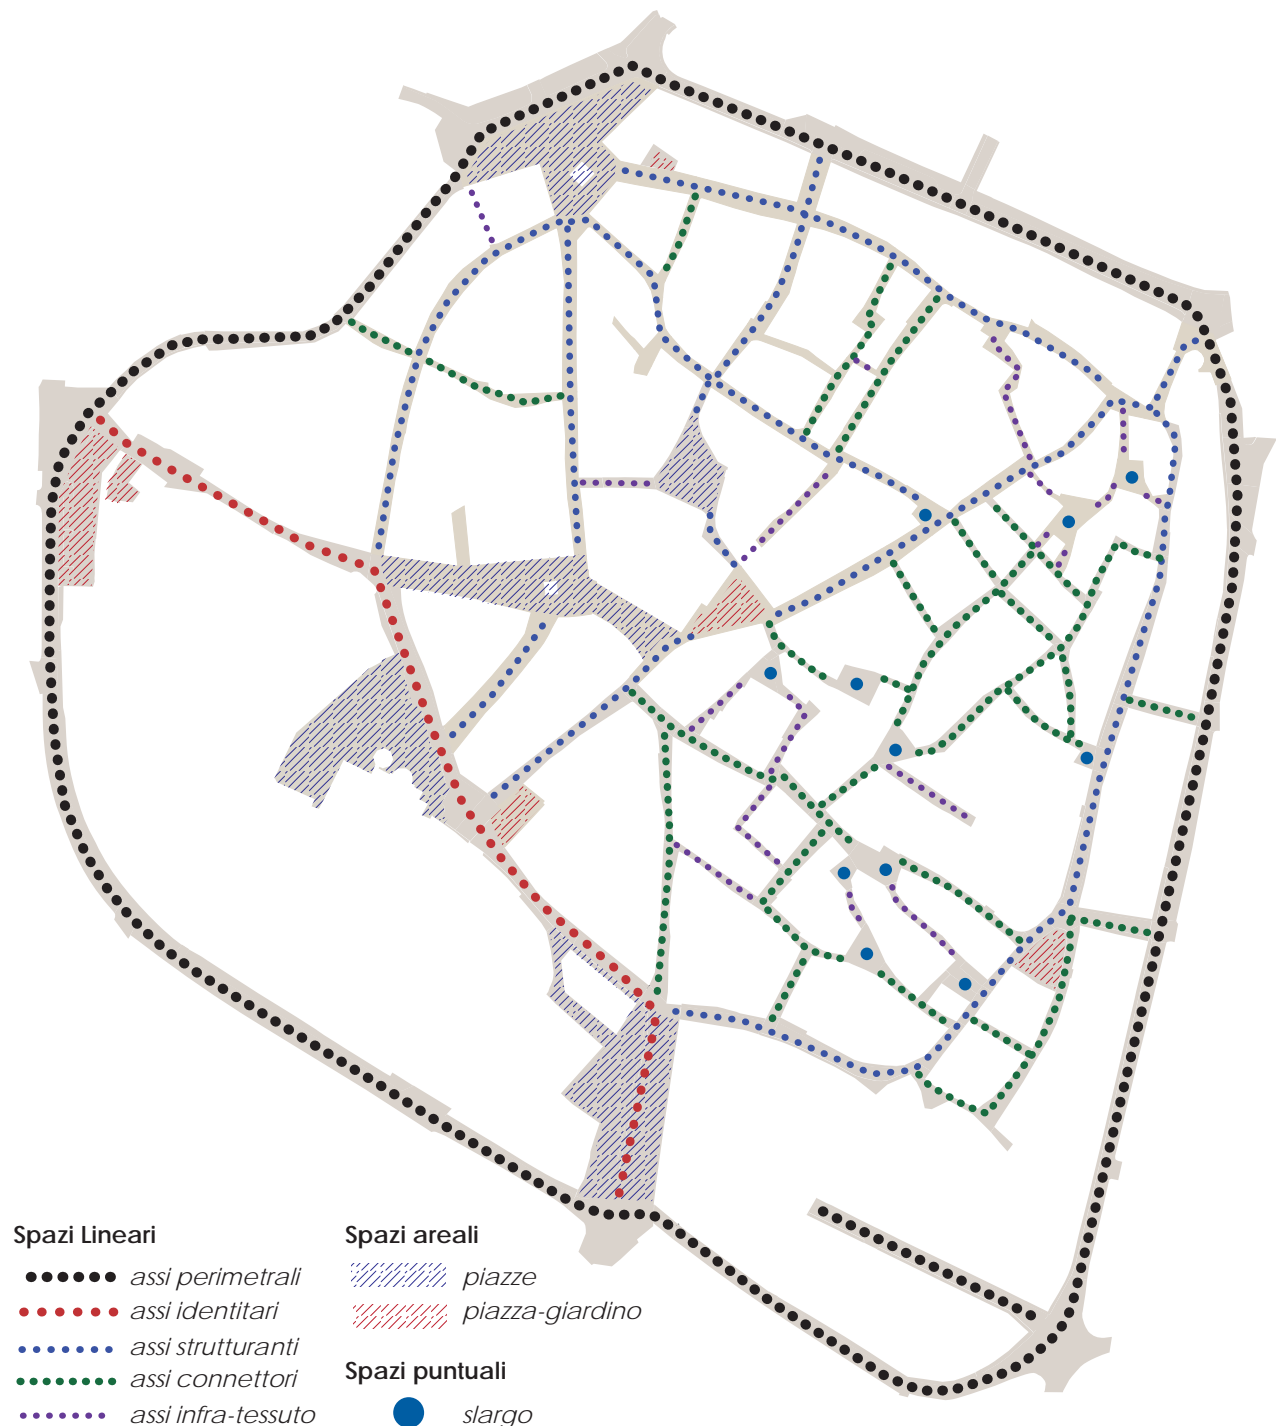 Spazi Lineari
assi perimetrali
assi identitari
assi strutturanti
assi connettori
assi infra-tessuto
Spazi areali
piazze
piazza-giardino
Spazi puntuali
slargo